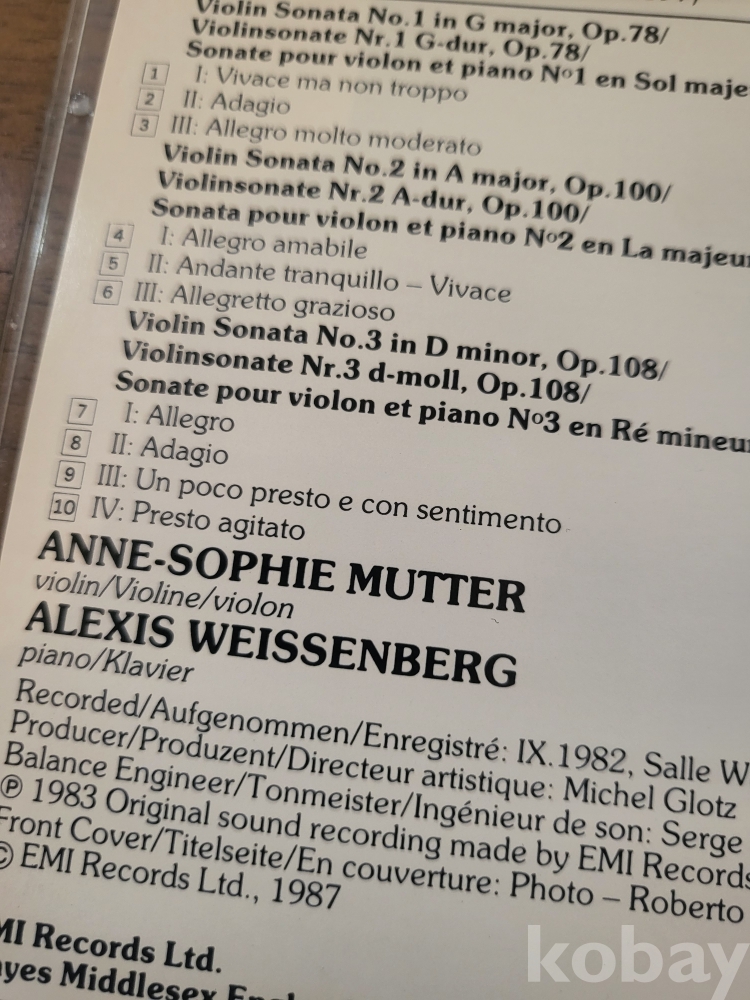 Violin Sonata No.1 in G major, Op.78/
Violinsonate Nr.1 G-dur, Op.78/
Sonate pour violon et piano Nº1 en Sol maje
1 I: Vivace ma non troppo
2 II: Adagio
3 III: Allegro molto moderato
Violin Sonata No.2 in A major, Op.100/
Violinsonate Nr.2 A-dur, Op.100/
Sonata pour violon et piano Nº2 en La majeur
4 I: Allegro amabile
5 II: Andante tranquillo – Vivace
6 III: Allegretto grazioso
Violin Sonata No.3 in D minor, Op.108/
Violinsonate Nr.3 d-moll, Op.108/
Sonate pour violon et piano Nº3 en Ré mineu
7 I: Allegro
8 II: Adagio
9 III: Un poco presto e con sentimento
10 IV: Presto agitato
ANNE-SOPHIE MUTTER
violin/Violine/violon
ALEXIS WEISSENBERG
piano/Klavier
Recorded/Aufgenommen/Enregistré: IX.1982, Salle W
Producer/Produzent/Directeur artistique: Michel Glotz
Balance Engineer/Tonmeister/Ingénieur de son: Serge
℗ 1983 Original sound recording made by EMI Records
Front Cover/Titelseite/En couverture: Photo – Roberto
© EMI Records Ltd., 1987
MI Records Ltd.
yes Middlesex Engl
kobay